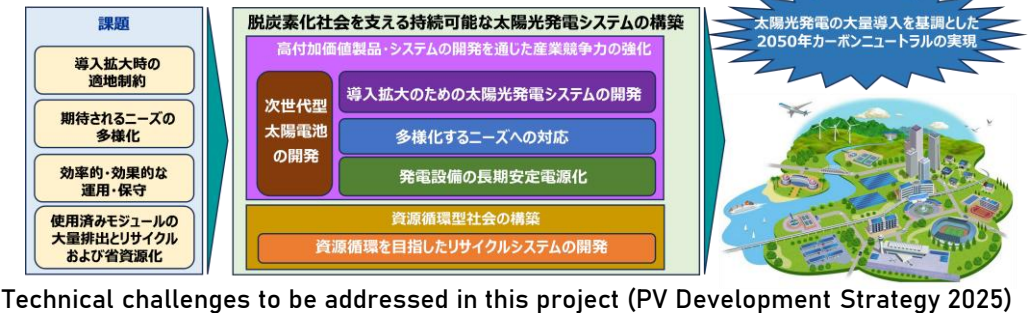 課題
導入拡大時の
適地制約
期待されるニーズの
多様化
効率的・効果的な
運用・保守
使用済みモジュールの
大量排出とリサイクル
および省資源化
脱炭素化社会を支える持続可能な太陽光発電システムの構築
高付加価値製品・システムの開発を通じた産業競争力の強化
次世代型
太陽電池
の開発
導入拡大のための太陽光発電システムの開発
多様化するニーズへの対応
発電設備の長期安定電源化
資源循環型社会の構築
資源循環を目指したリサイクルシステムの開発
太陽光発電の大量導入を基調とした
2050年カーボンニュートラルの実現
Technical challenges to be addressed in this project (PV Development Strategy 2025)